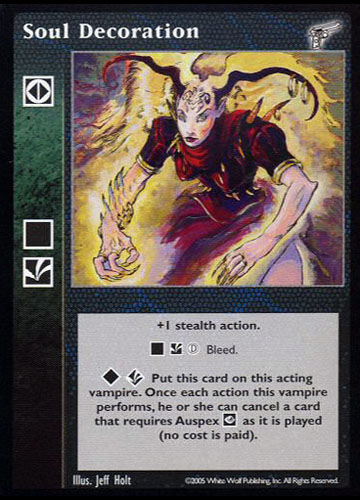 Soul Decoration
+1 stealth action.
D Bleed.
Put this card on this acting
vampire. Once each action this vampire
performs, he or she can cancel a card
that requires Auspex as it is played
(no cost is paid).
Illus. Jeff Holt
©2005 White Wolf Publishing, Inc. All Rights Reserved.